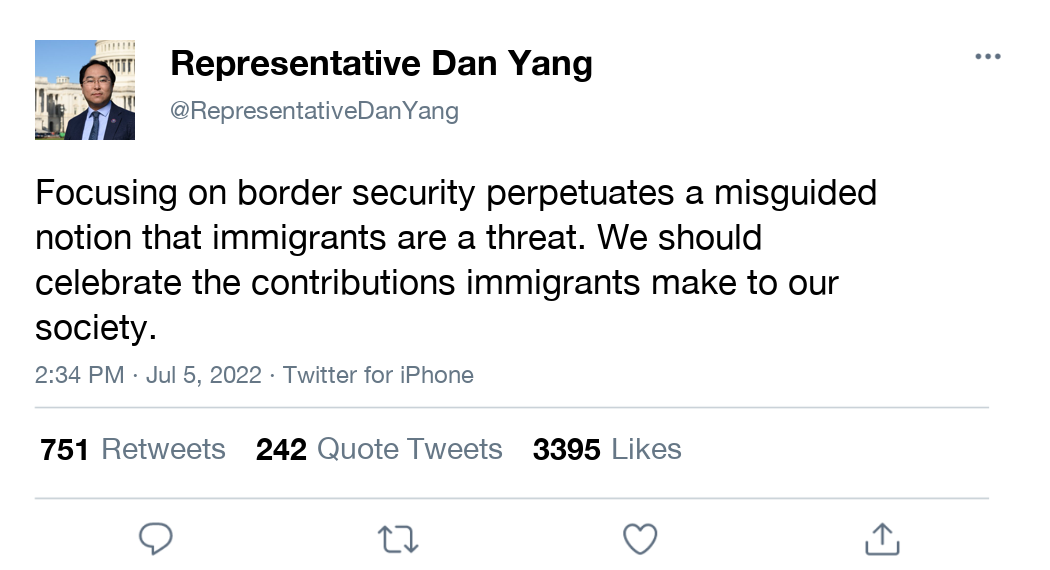 Representative Dan Yang
@RepresentativeDanYang
Focusing on border security perpetuates a misguided
notion that immigrants are a threat. We should
celebrate the contributions immigrants make to our
society.
2:34 PM · Jul 5, 2022 · Twitter for iPhone
751 Retweets 242 Quote Tweets 3395 Likes